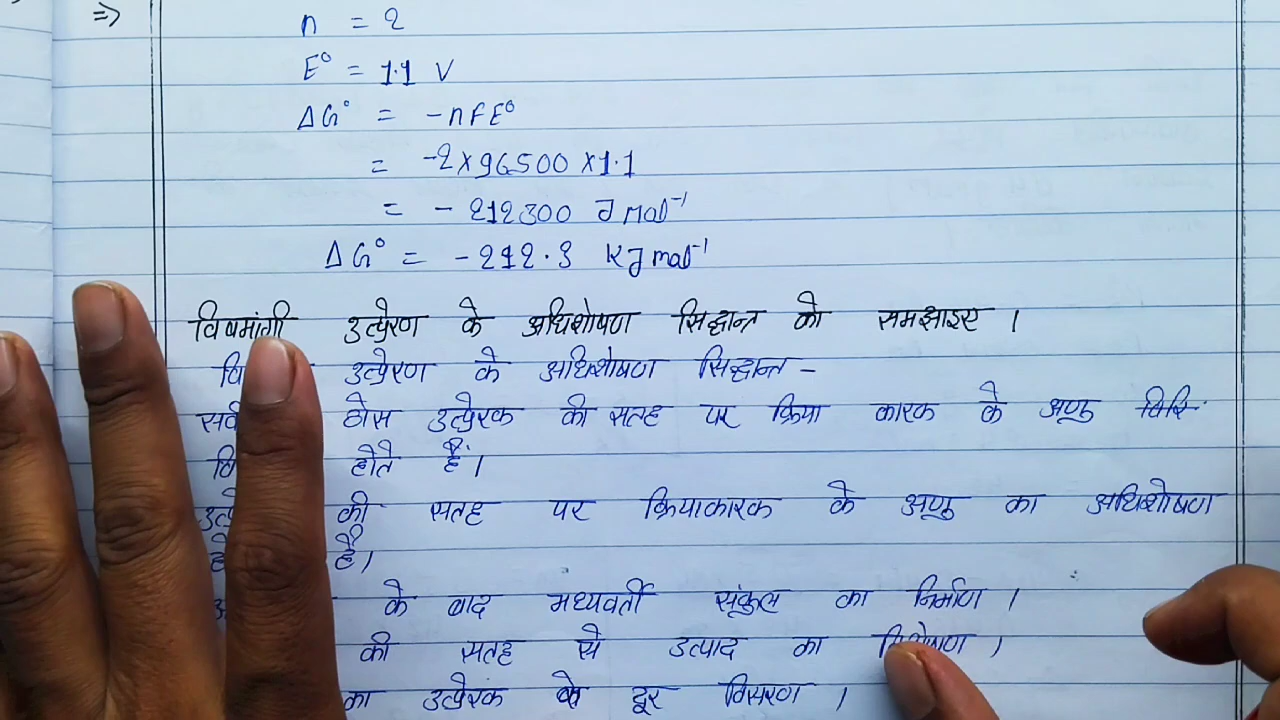 =>
n = 2
E° = 1.1 V
ΔG° = -nFE°
= -2×96500×1.1
= - 212300 J mol⁻¹
ΔG° = - 212.3 kJ mol⁻¹
विषमांगी उत्प्रेरण के अधिशोषण सिद्धान्त को समझाइए ।
उत्प्रेरण के अधिशोषण सिद्धान्त -
ठोस उत्प्रेरक की सतह पर क्रिया कारक के अणु
होते हैं।
की सतह पर क्रियाकारक के अणु का अधिशोषण
है।
के बाद मध्यवर्ती संकुल का निर्माण ।
की सतह से उत्पाद का
का उत्प्रेरक से दूर विसरण ।